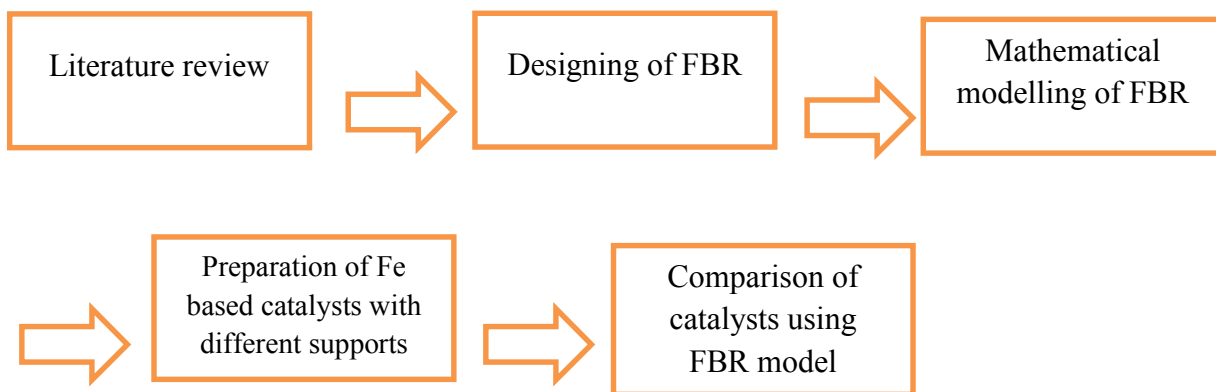 Literature review
Designing of FBR
Mathematical
modelling of FBR
Preparation of Fe
based catalysts with
different supports
Comparison of
catalysts using
FBR model